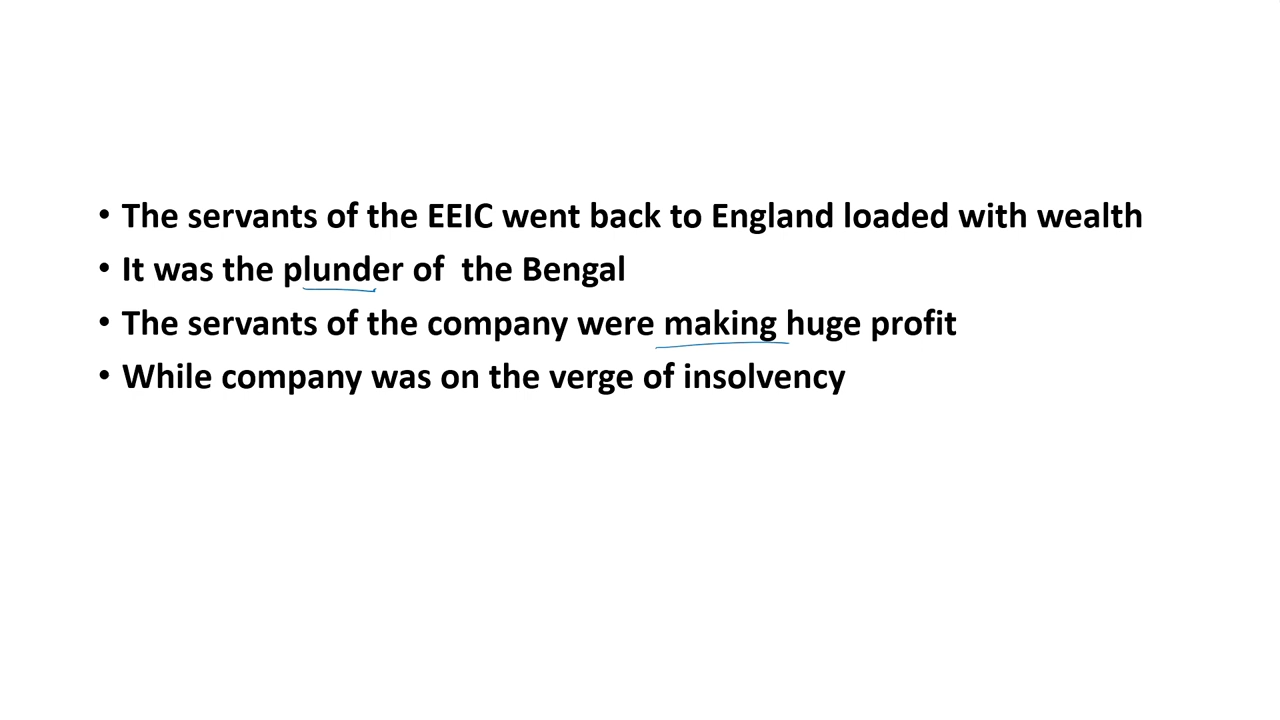 • The servants of the EEIC went back to England loaded with wealth
• It was the plunder of  the Bengal
• The servants of the company were making huge profit
• While company was on the verge of insolvency